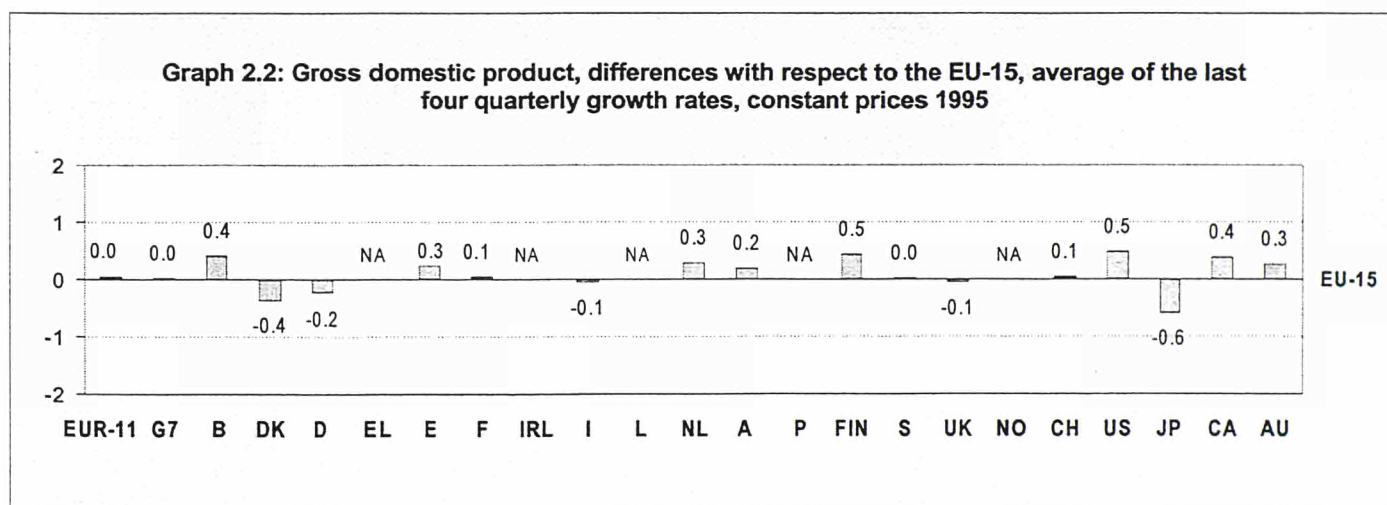 Graph 2.2: Gross domestic product, differences with respect to the EU-15, average of the last
four quarterly growth rates, constant prices 1995
2
1
0
-1
-2
0.0 0.0 0.4 -0.4 -0.2 NA 0.3 0.1 NA -0.1 NA 0.3 0.2 NA 0.5 0.0 -0.1 NA 0.1 0.5 -0.6 0.4 0.3
EU-15
EUR-11 G7 B DK D EL E F IRL I L NL A P FIN S UK NO CH US JP CA AU